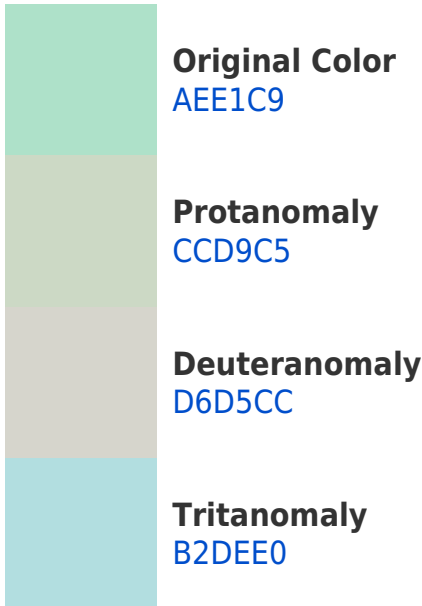 Original Color
AEE1C9
Protanomaly
CCD9C5
Deuteranomaly
D6D5CC
Tritanomaly
B2DEE0